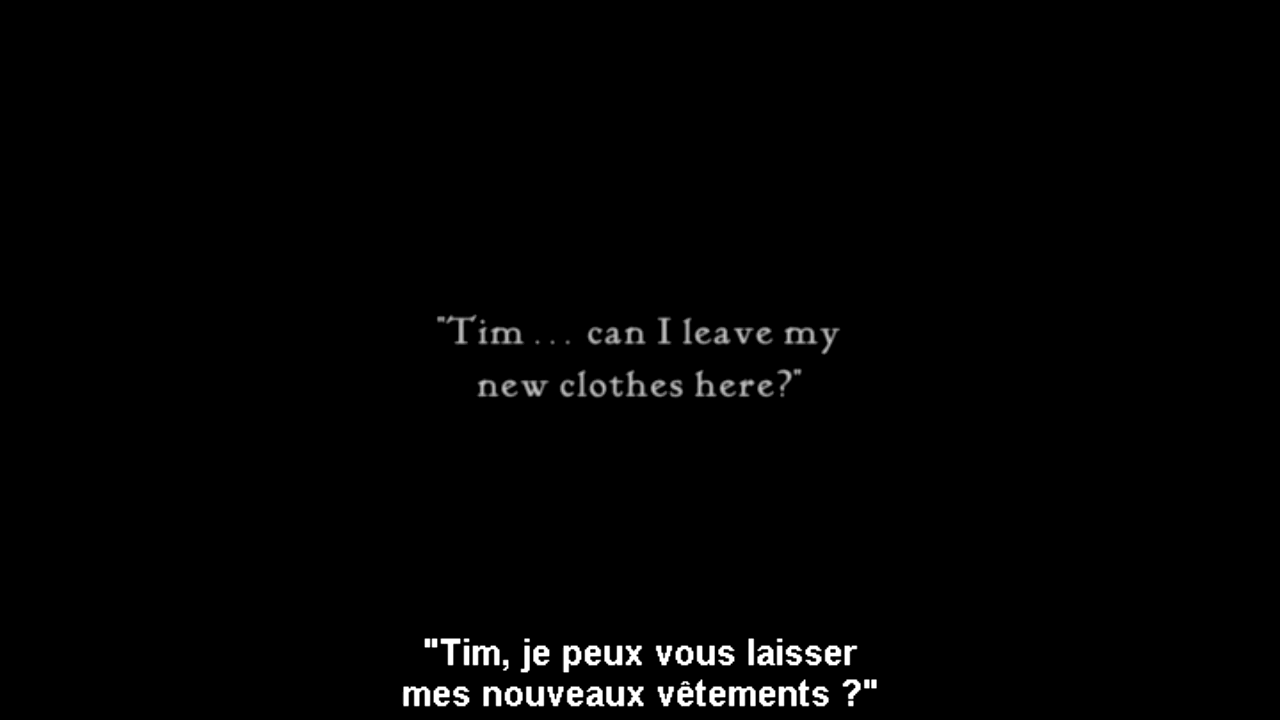 "Tim ... can I leave my
new clothes here?"
"Tim, je peux vous laisser
mes nouveaux vêtements ?"